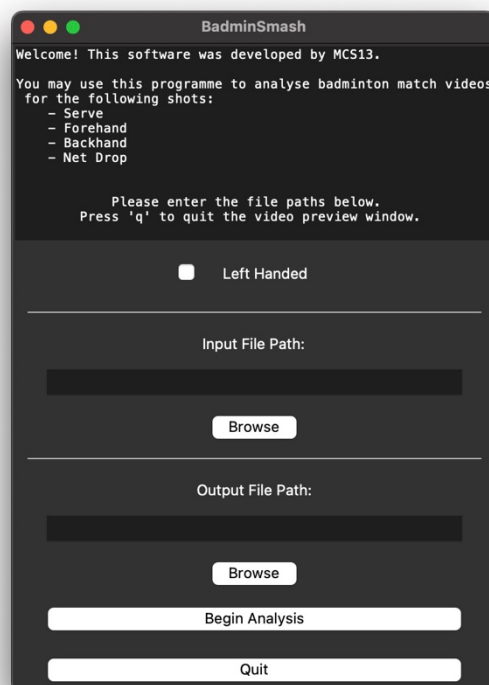 BadminSmash
Welcome! This software was developed by MCS13.
You may use this programme to analyse badminton match videos
for the following shots:
- Serve
- Forehand
- Backhand
- Net Drop
Please enter the file paths below.
Press 'q' to quit the video preview window.
Left Handed
Input File Path:
Browse
Output File Path:
Browse
Begin Analysis
Quit